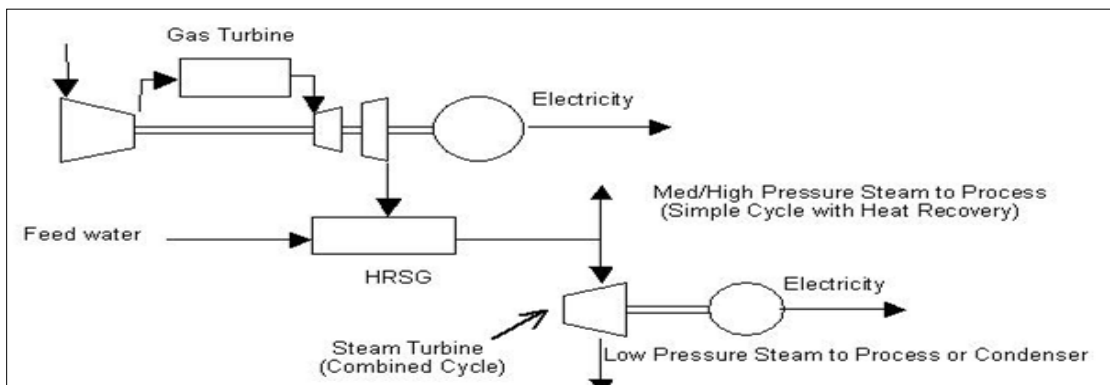 Gas Turbine
Electricity
Med/High Pressure Steam to Process
(Simple Cycle with Heat Recovery)
Feed water
HRSG
Electricity
Steam Turbine
(Combined Cycle)
Low Pressure Steam to Process or Condenser